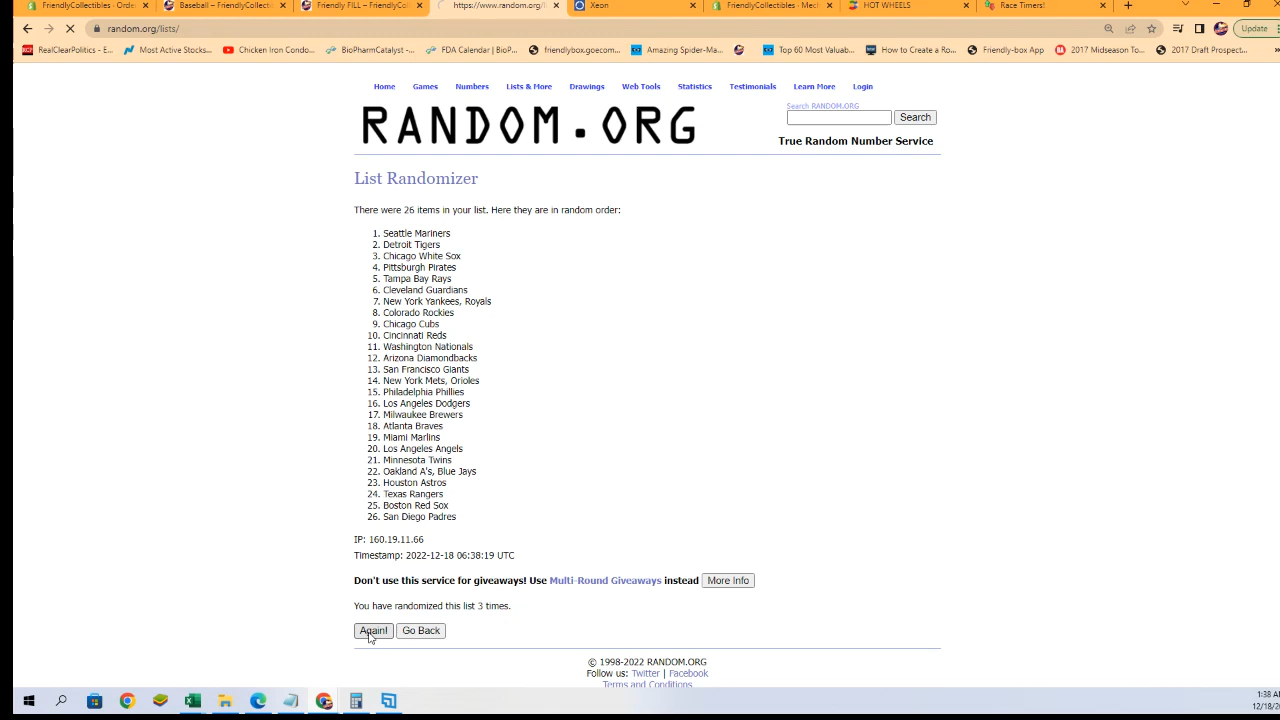 FriendlyCollectibles · Orders ·
Baseball – FriendlyCollectibles
Friendly FILL – FriendlyCollecti
https://www.random.org/lis
Xeon
FriendlyCollectibles · Mech
HOT WHEELS
Race Timers!
random.org/lists/
Update
RealClearPolitics - E...
Most Active Stocks...
Chicken Iron Condo...
BioPharmCatalyst -...
FDA Calendar | BioP...
friendlybox.goecom...
Amazing Spider-Ma...
Top 60 Most Valuab...
How to Create a Ro...
Friendly-box App
2017 Midseason To...
2017 Draft Prospect...
Home
Games
Numbers
Lists & More
Drawings
Web Tools
Statistics
Testimonials
Learn More
Login
RANDOM.ORG
Search RANDOM.ORG
Search
True Random Number Service
List Randomizer
There were 26 items in your list. Here they are in random order:
1. Seattle Mariners
2. Detroit Tigers
3. Chicago White Sox
4. Pittsburgh Pirates
5. Tampa Bay Rays
6. Cleveland Guardians
7. New York Yankees, Royals
8. Colorado Rockies
9. Chicago Cubs
10. Cincinnati Reds
11. Washington Nationals
12. Arizona Diamondbacks
13. San Francisco Giants
14. New York Mets, Orioles
15. Philadelphia Phillies
16. Los Angeles Dodgers
17. Milwaukee Brewers
18. Atlanta Braves
19. Miami Marlins
20. Los Angeles Angels
21. Minnesota Twins
22. Oakland A's, Blue Jays
23. Houston Astros
24. Texas Rangers
25. Boston Red Sox
26. San Diego Padres
IP: 160.19.11.66
Timestamp: 2022-12-18 06:38:19 UTC
Don't use this service for giveaways! Use Multi-Round Giveaways instead More Info
You have randomized this list 3 times.
Again! Go Back
© 1998-2022 RANDOM.ORG
Follow us: Twitter | Facebook
Terms and Conditions
1:38 AM
12/18/20